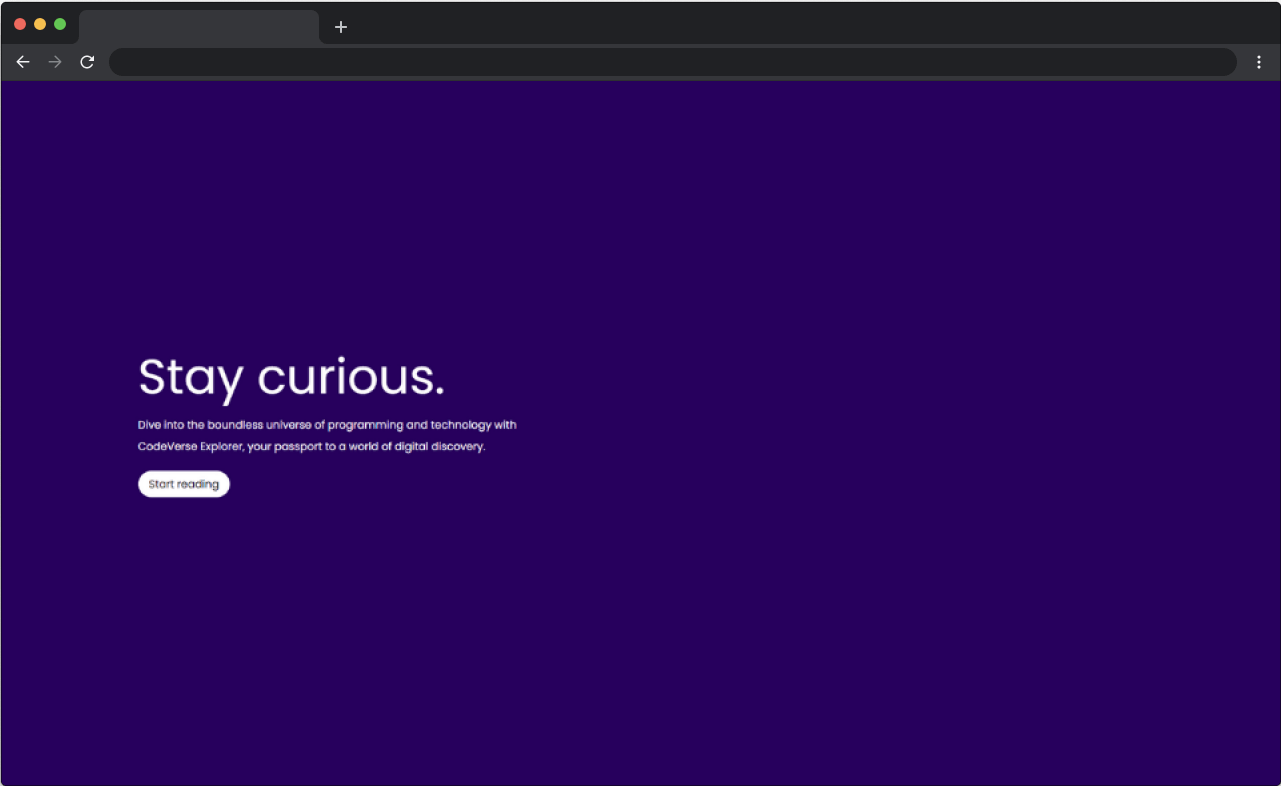 Stay curious.
Dive into the boundless universe of programming and technology with
CodeVerse Explorer, your passport to a world of digital discovery.
Start reading